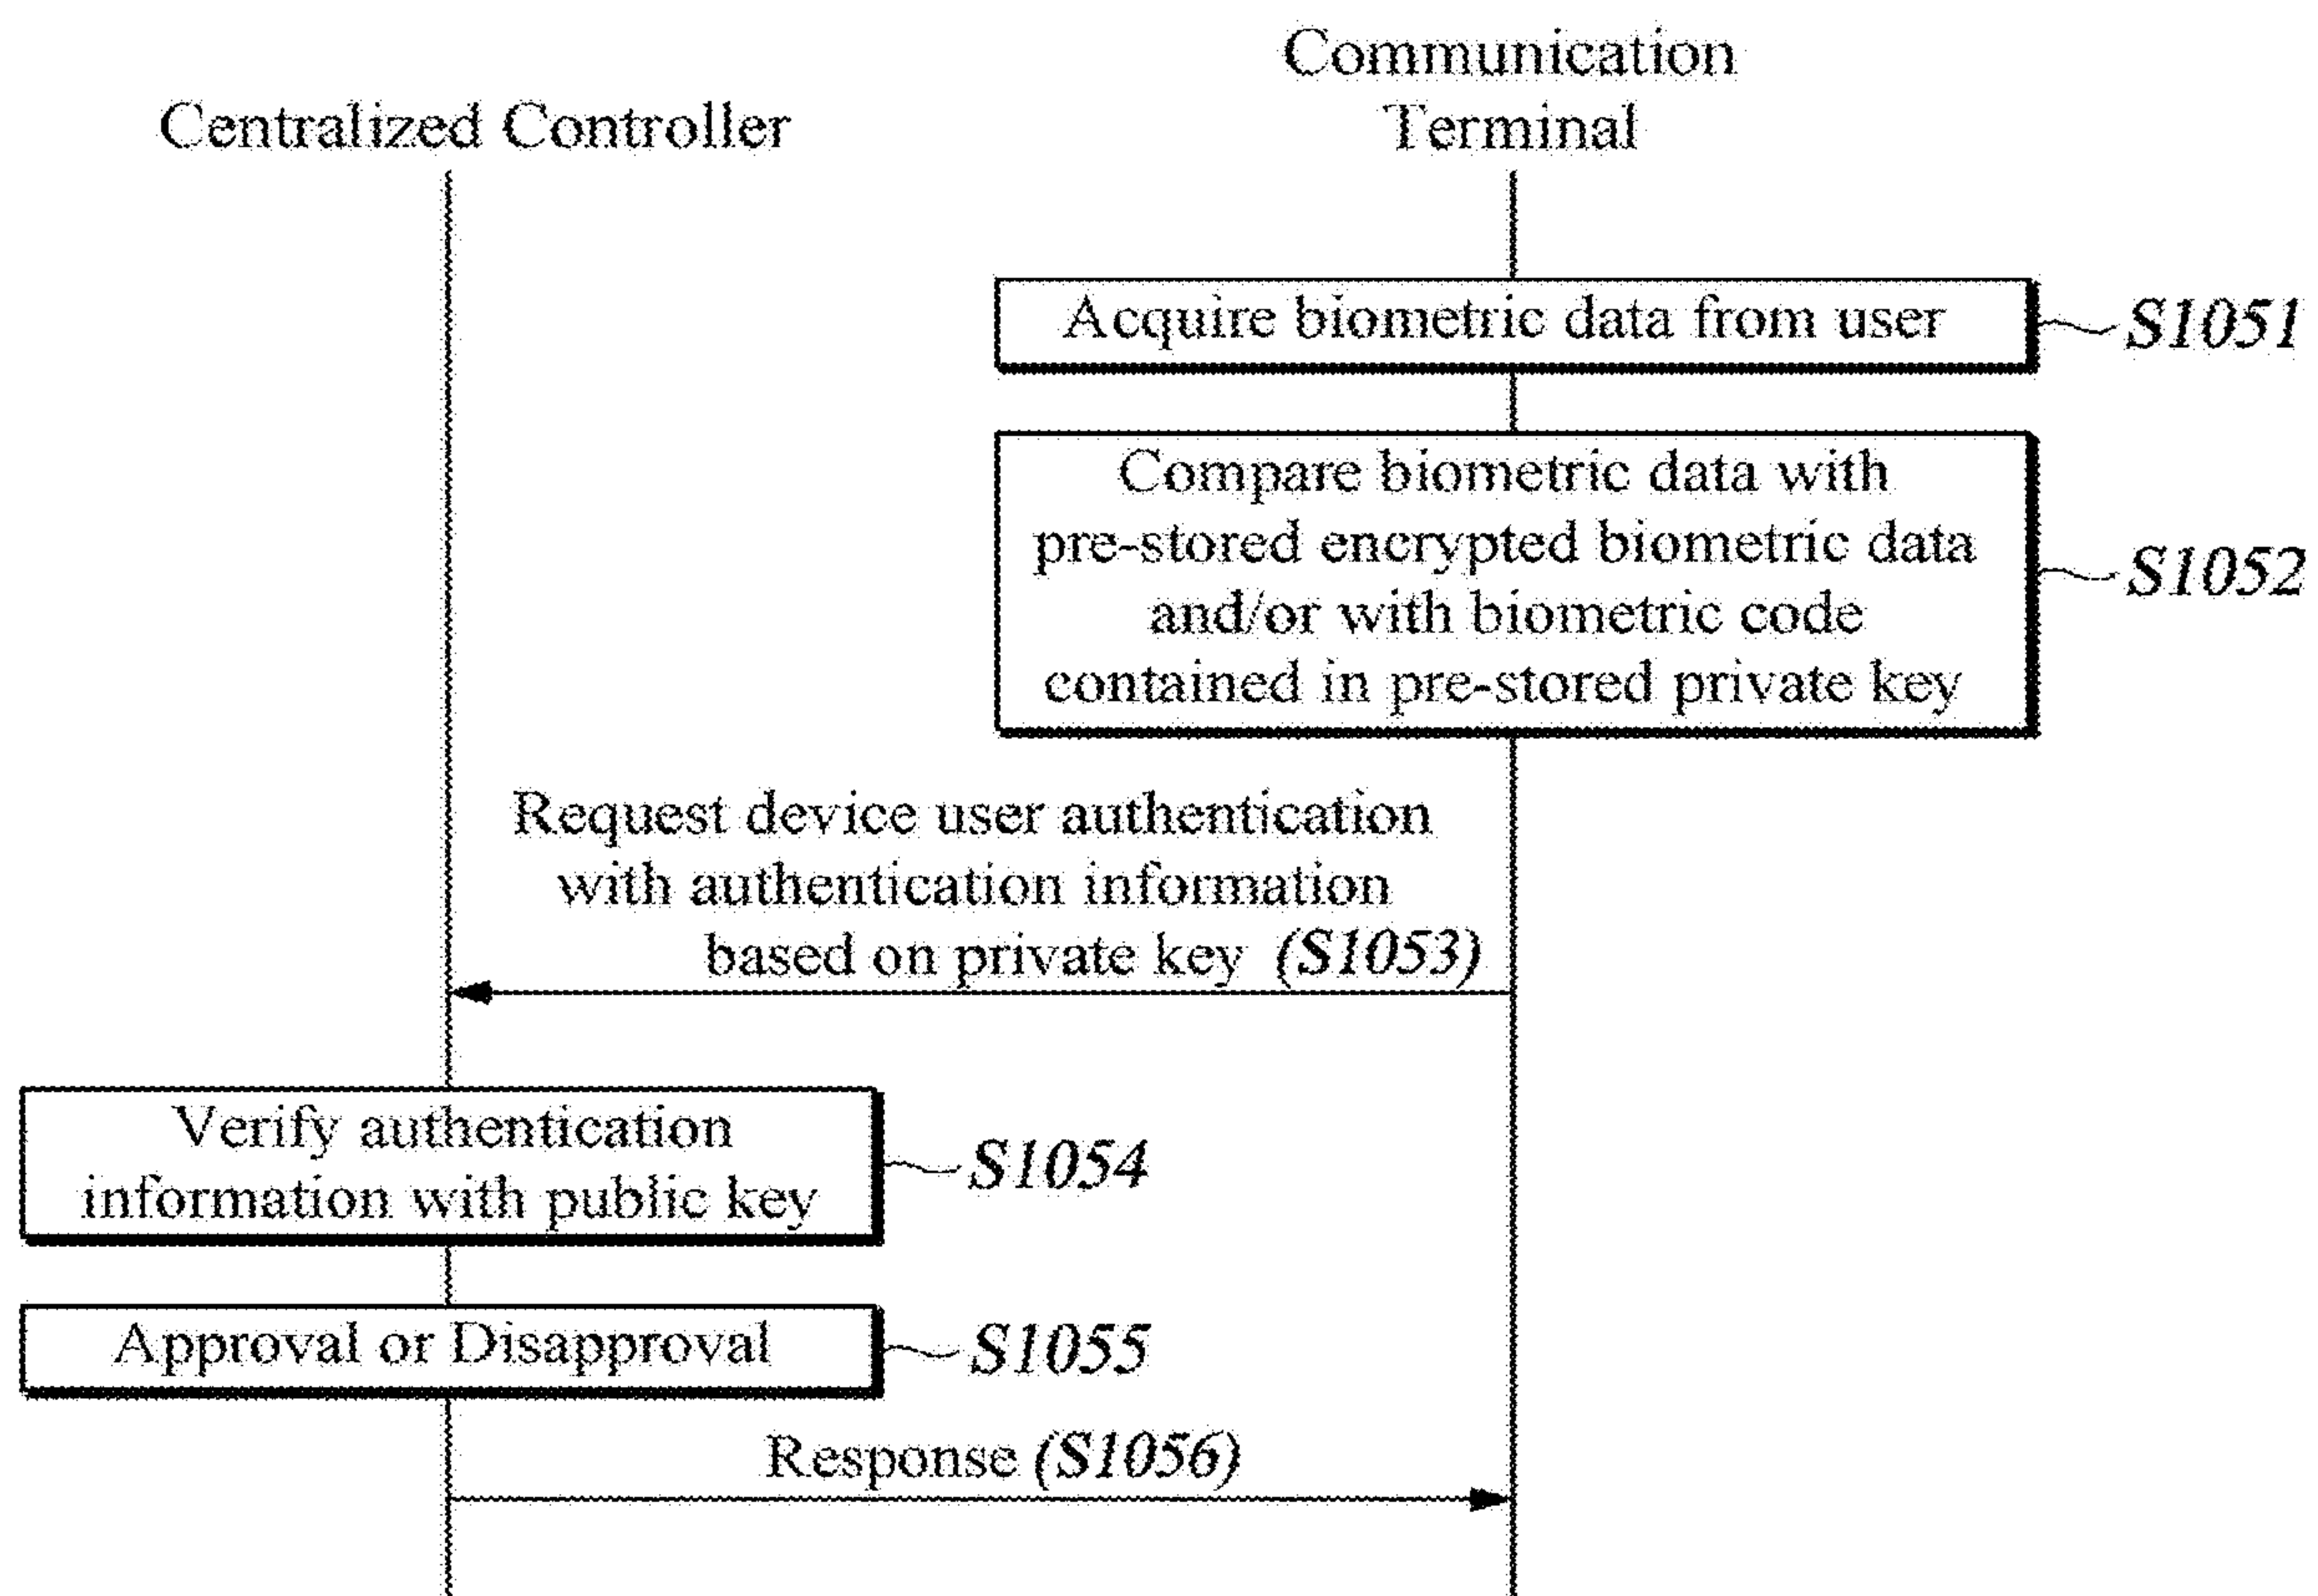 Centralized Controller
Communication
Terminal
Acquire biometric data from user
S1051
Compare biometric data with
pre-stored encrypted biometric data
and/or with biometric code
contained in pre-stored private key
S1052
Request device user authentication
with authentication information
based on private key (S1053)
Verify authentication
information with public key
S1054
Approval or Disapproval
S1055
Response (S1056)